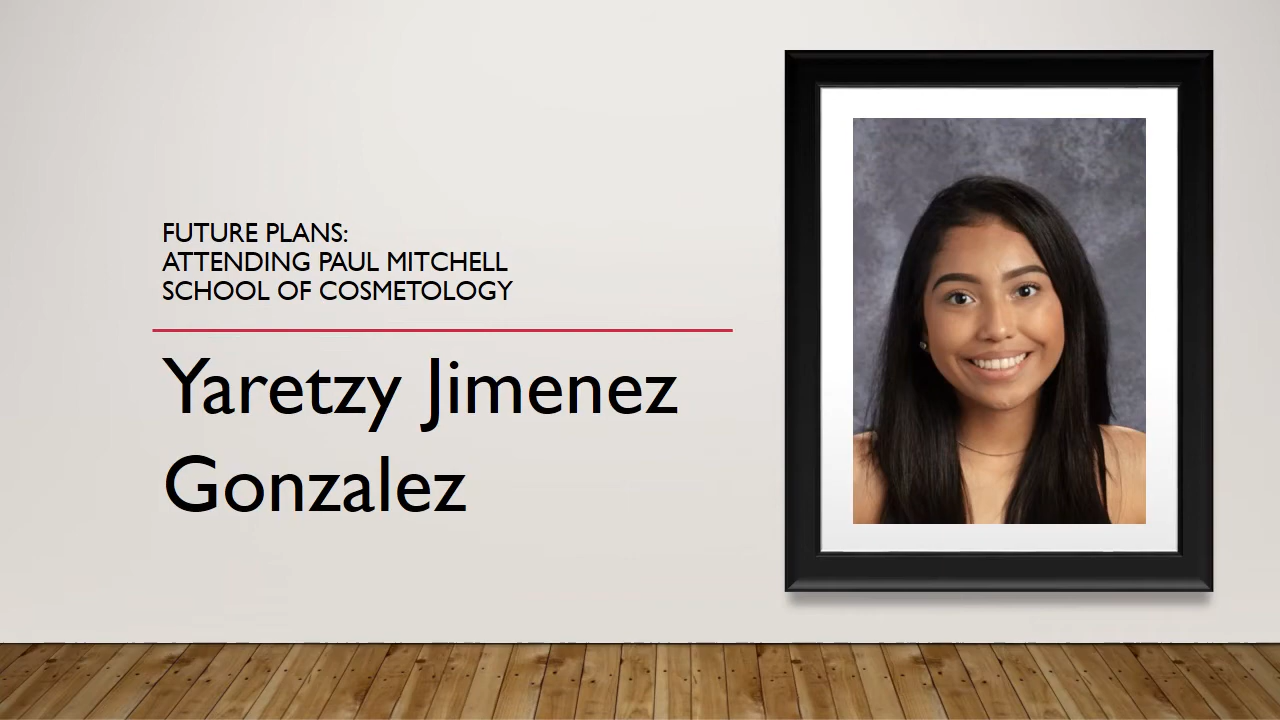 FUTURE PLANS:
ATTENDING PAUL MITCHELL
SCHOOL OF COSMETOLOGY
Yaretzy Jimenez
Gonzalez